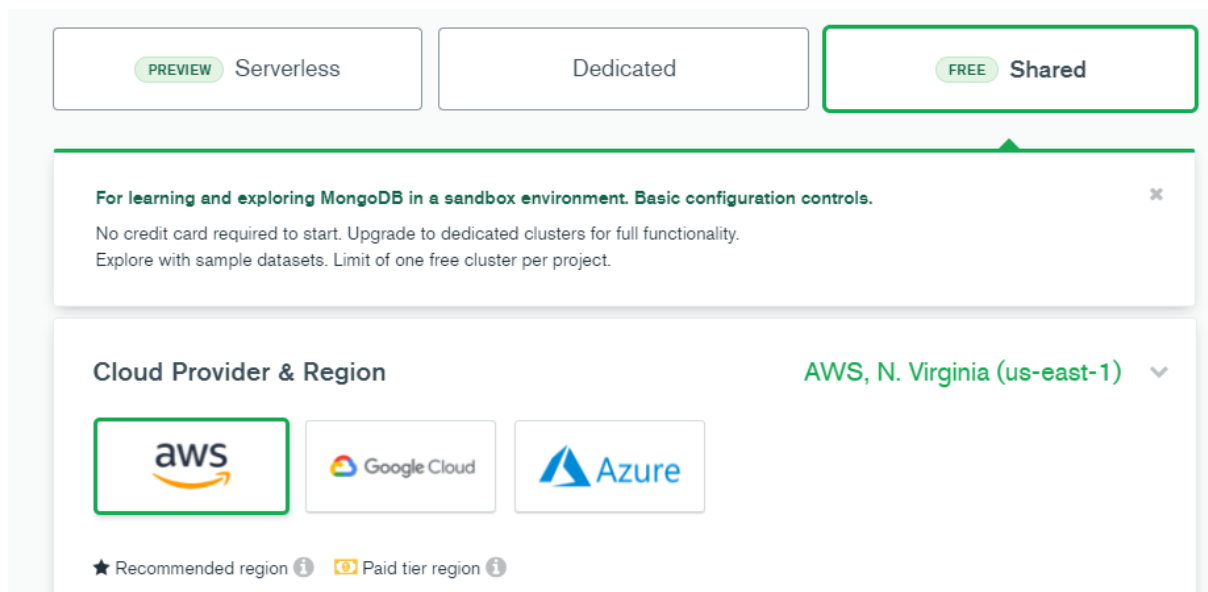 PREVIEW Serverless
Dedicated
FREE Shared
For learning and exploring MongoDB in a sandbox environment. Basic configuration controls.
No credit card required to start. Upgrade to dedicated clusters for full functionality.
Explore with sample datasets. Limit of one free cluster per project.
Cloud Provider & Region
AWS, N. Virginia (us-east-1)
aws
Google Cloud
Azure
Recommended region
Paid tier region